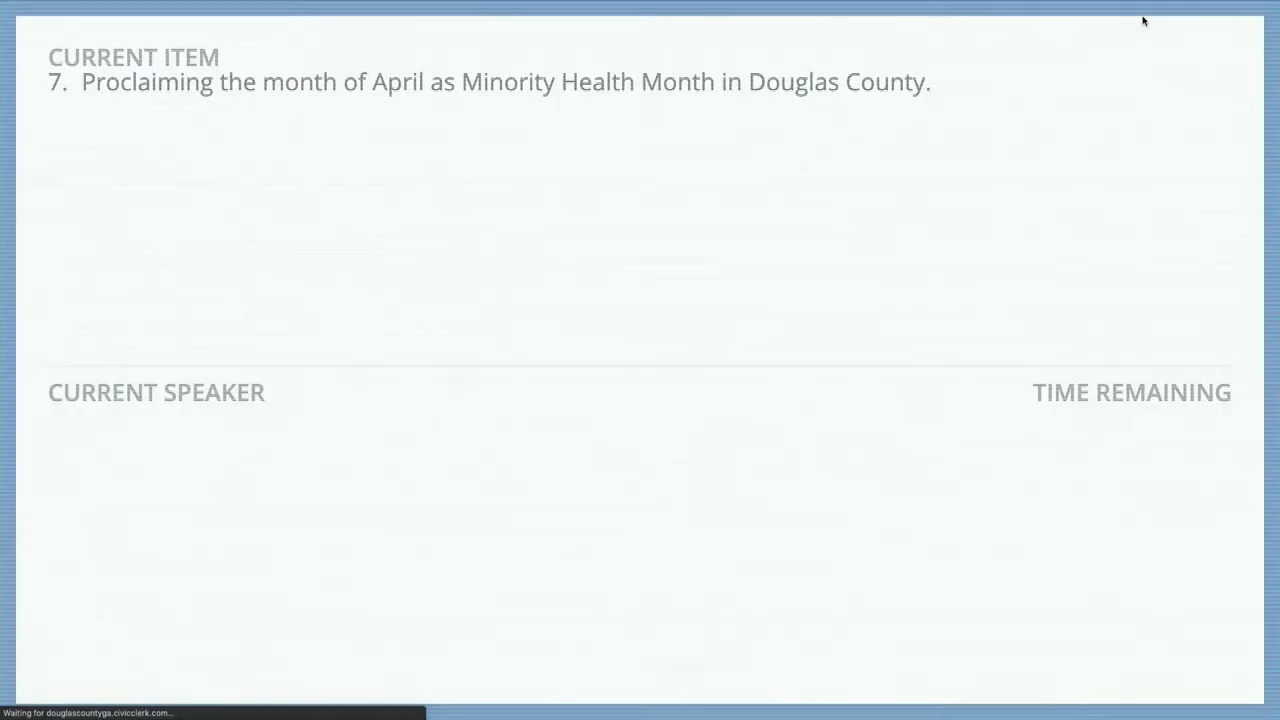 CURRENT ITEM
7. Proclaiming the month of April as Minority Health Month in Douglas County.
CURRENT SPEAKER
TIME REMAINING
Waiting for douglascountyga.civicclerk.com...